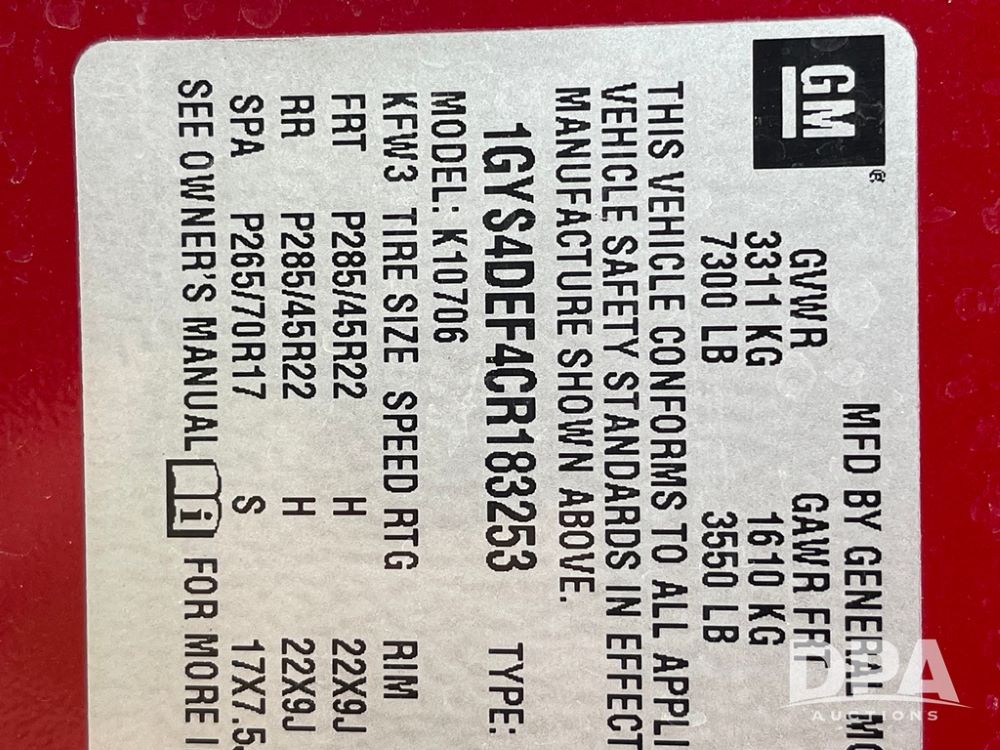 GM
MFD BY GENERAL MO
GVWR GAWR FRT
3311 KG 1610 KG
7300 LB 3550 LB
THIS VEHICLE CONFORMS TO ALL APPLI
VEHICLE SAFETY STANDARDS IN EFFECT
MANUFACTURE SHOWN ABOVE.
1GYS4DEF4CR183253 TYPE:
MODEL: K10706
KFW3 TIRE SIZE SPEED RTG RIM
FRT P285/45R22 H 22X9J
RR P285/45R22 H 22X9J
SPA P265/70R17 S 17X7.5J
SEE OWNER'S MANUAL i FOR MORE I
DPA
AUCTIONS